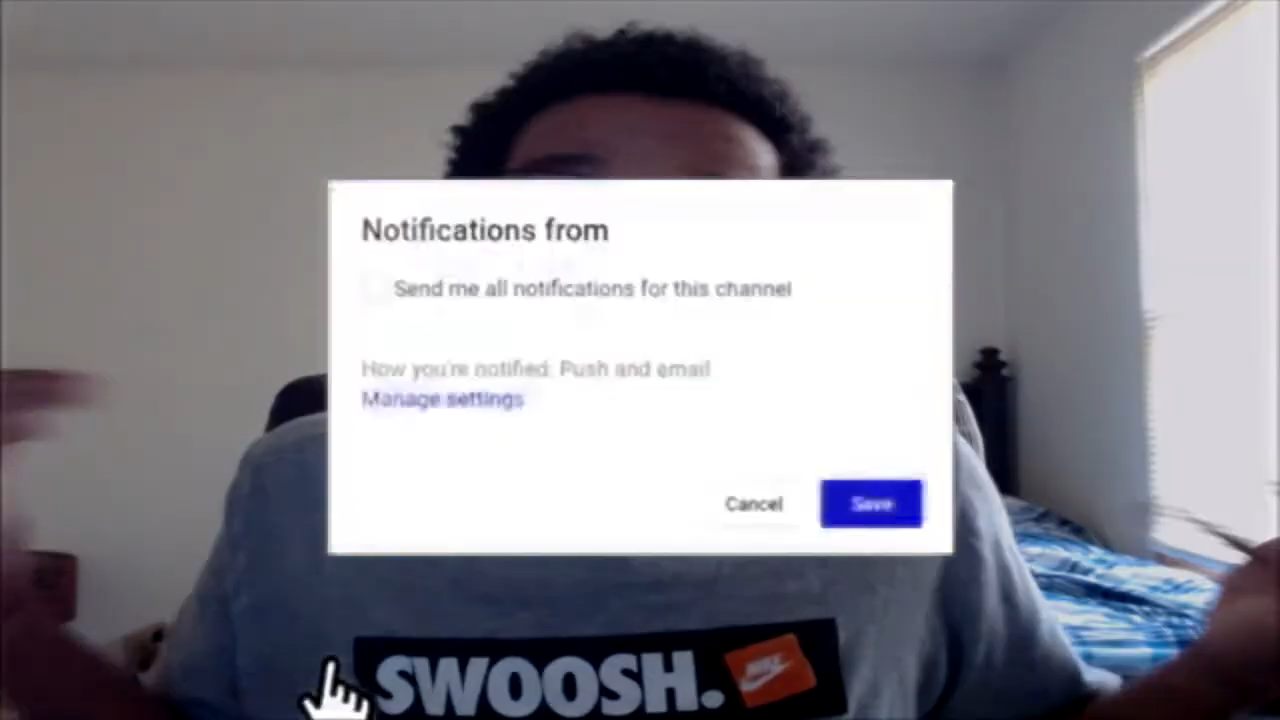 Notifications from
Send me all notifications for this channel
How you're notified: Push and email
Manage settings
Cancel
Save
SWOOSH.
NIKE